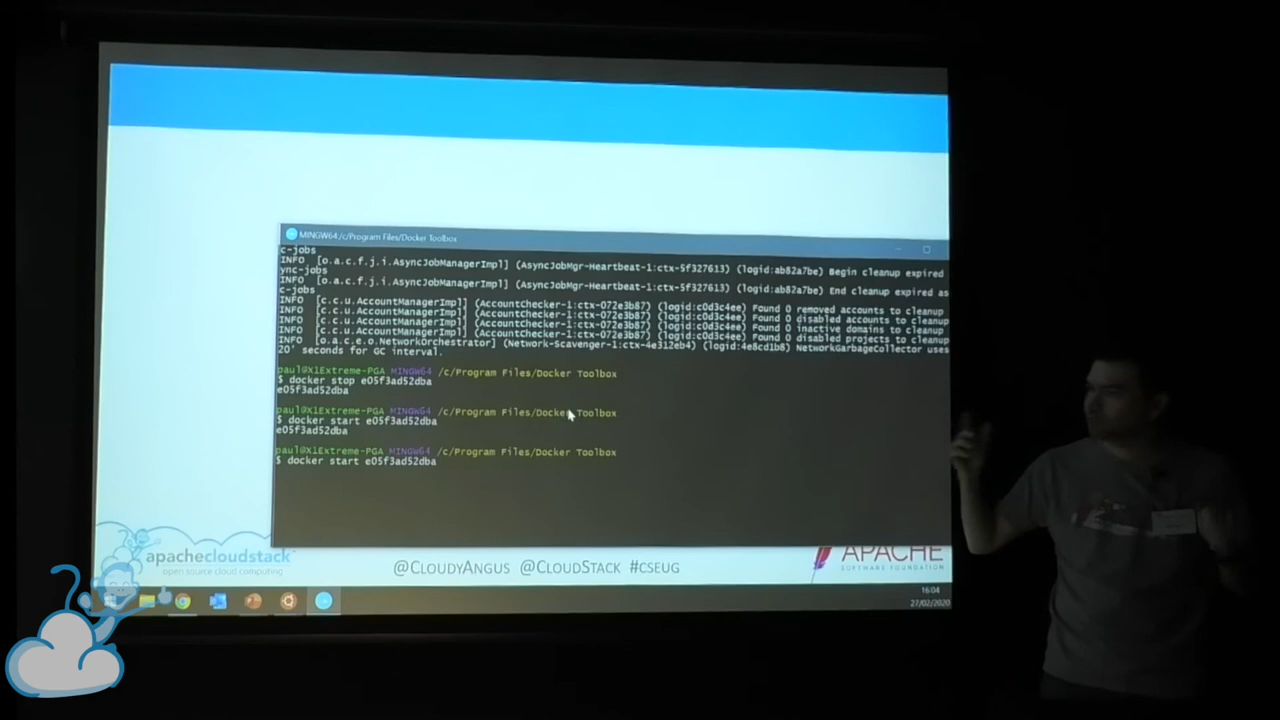 MINGW64:/c/Program Files/Docker Toolbox
c-jobs
INFO  [o.a.c.f.j.i.AsyncJobManagerImpl] (AsyncJobMgr-Heartbeat-1:ctx-5f327613) (logid:ab82a7be) Begin cleanup expired
ync-jobs
INFO  [o.a.c.f.j.i.AsyncJobManagerImpl] (AsyncJobMgr-Heartbeat-1:ctx-5f327613) (logid:ab82a7be) End cleanup expired as
c-jobs
INFO  [c.c.u.AccountManagerImpl] (AccountChecker-1:ctx-072e3b87) (logid:c0d3c4ee) Found 0 removed accounts to cleanup
INFO  [c.c.u.AccountManagerImpl] (AccountChecker-1:ctx-072e3b87) (logid:c0d3c4ee) Found 0 disabled accounts to cleanup
INFO  [c.c.u.AccountManagerImpl] (AccountChecker-1:ctx-072e3b87) (logid:c0d3c4ee) Found 0 inactive domains to cleanup
INFO  [c.c.u.AccountManagerImpl] (AccountChecker-1:ctx-072e3b87) (logid:c0d3c4ee) Found 0 disabled projects to cleanup
INFO  [o.a.c.e.o.NetworkOrchestrator] (Network-Scavenger-1:ctx-4e312eb4) (logid:4e8cd1b8) NetworkGarbageCollector uses
20' seconds for GC interval.
paul@X1Extreme-PGA MINGW64 /c/Program Files/Docker Toolbox
$ docker stop e05f3ad52dba
e05f3ad52dba
paul@X1Extreme-PGA MINGW64 /c/Program Files/Docker Toolbox
$ docker start e05f3ad52dba
e05f3ad52dba
paul@X1Extreme-PGA MINGW64 /c/Program Files/Docker Toolbox
$ docker start e05f3ad52dba
apachecloudstack
open source cloud computing
@CloudyAngus @CloudStack #cseug
APACHE
SOFTWARE FOUNDATION
16:04
27/02/2020